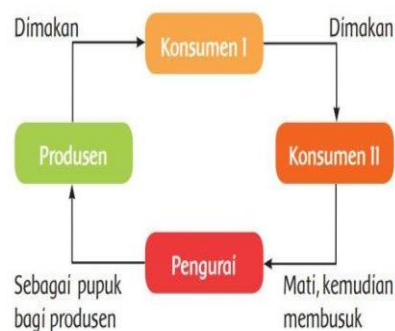 Dimakan
Konsumen I
Dimakan
Produsen
Konsumen II
Pengurai
Sebagai pupuk
bagi produsen
Mati, kemudian
membusuk